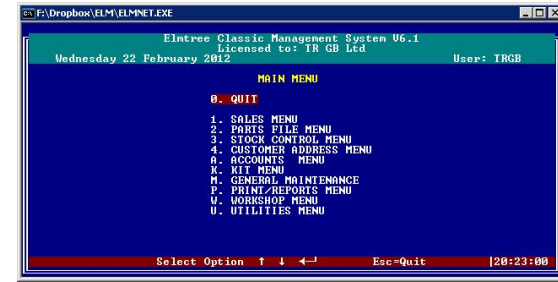 F:\Dropbox\ELM\ELMNET.EXE
Elmtree Classic Management System V6.1
Licensed to: TR GB Ltd
Wednesday 22 February 2012 User: TRGB
MAIN MENU
0. QUIT
1. SALES MENU
2. PARTS FILE MENU
3. STOCK CONTROL MENU
4. CUSTOMER ADDRESS MENU
A. ACCOUNTS MENU
K. KIT MENU
M. GENERAL MAINTENANCE
P. PRINT/REPORTS MENU
W. WORKSHOP MENU
U. UTILITIES MENU
Select Option ↑ ↓ ←┘ Esc=Quit |20:23:00